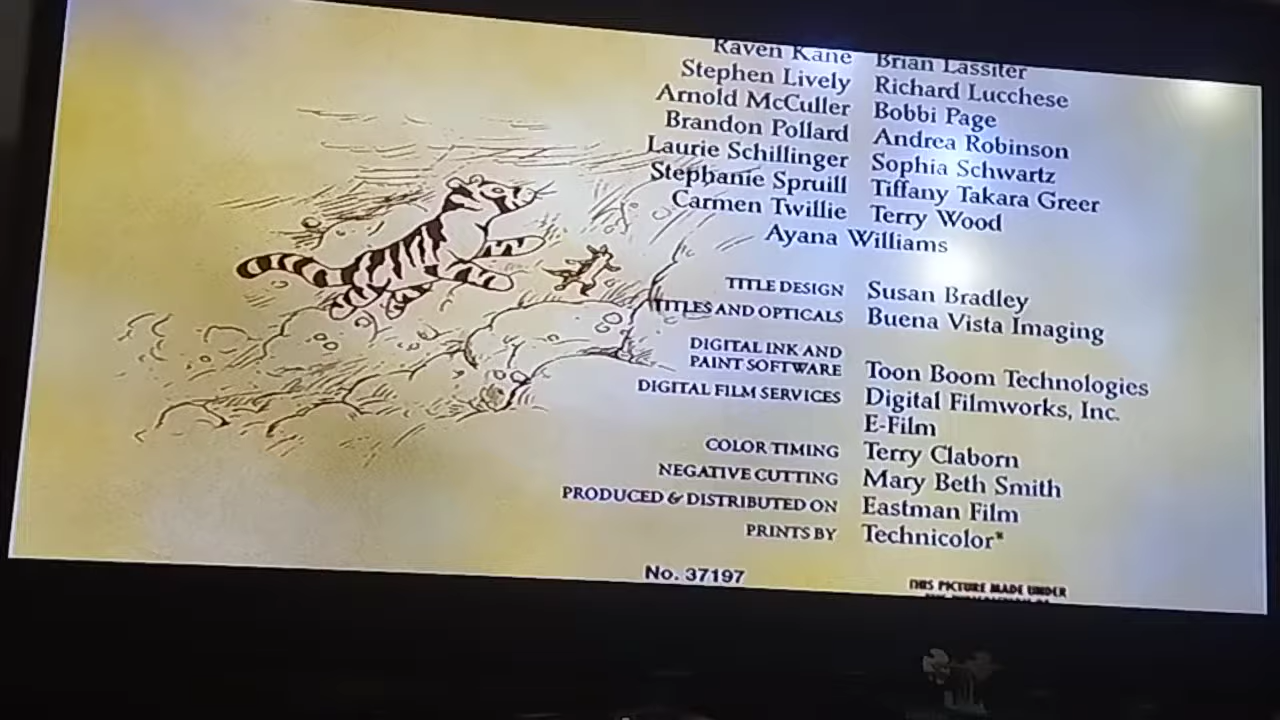 Raven Kane Brian Lassiter
Stephen Lively Richard Lucchese
Arnold McCuller Bobbi Page
Brandon Pollard Andrea Robinson
Laurie Schillinger Sophia Schwartz
Stephanie Spruill Tiffany Takara Greer
Carmen Twillie Terry Wood
Ayana Williams
TITLE DESIGN Susan Bradley
TITLES AND OPTICALS Buena Vista Imaging
DIGITAL INK AND
PAINT SOFTWARE Toon Boom Technologies
DIGITAL FILM SERVICES Digital Filmworks, Inc.
E-Film
COLOR TIMING Terry Claborn
NEGATIVE CUTTING Mary Beth Smith
PRODUCED & DISTRIBUTED ON Eastman Film
PRINTS BY Technicolor®
No. 37197
THIS PICTURE MADE UNDER